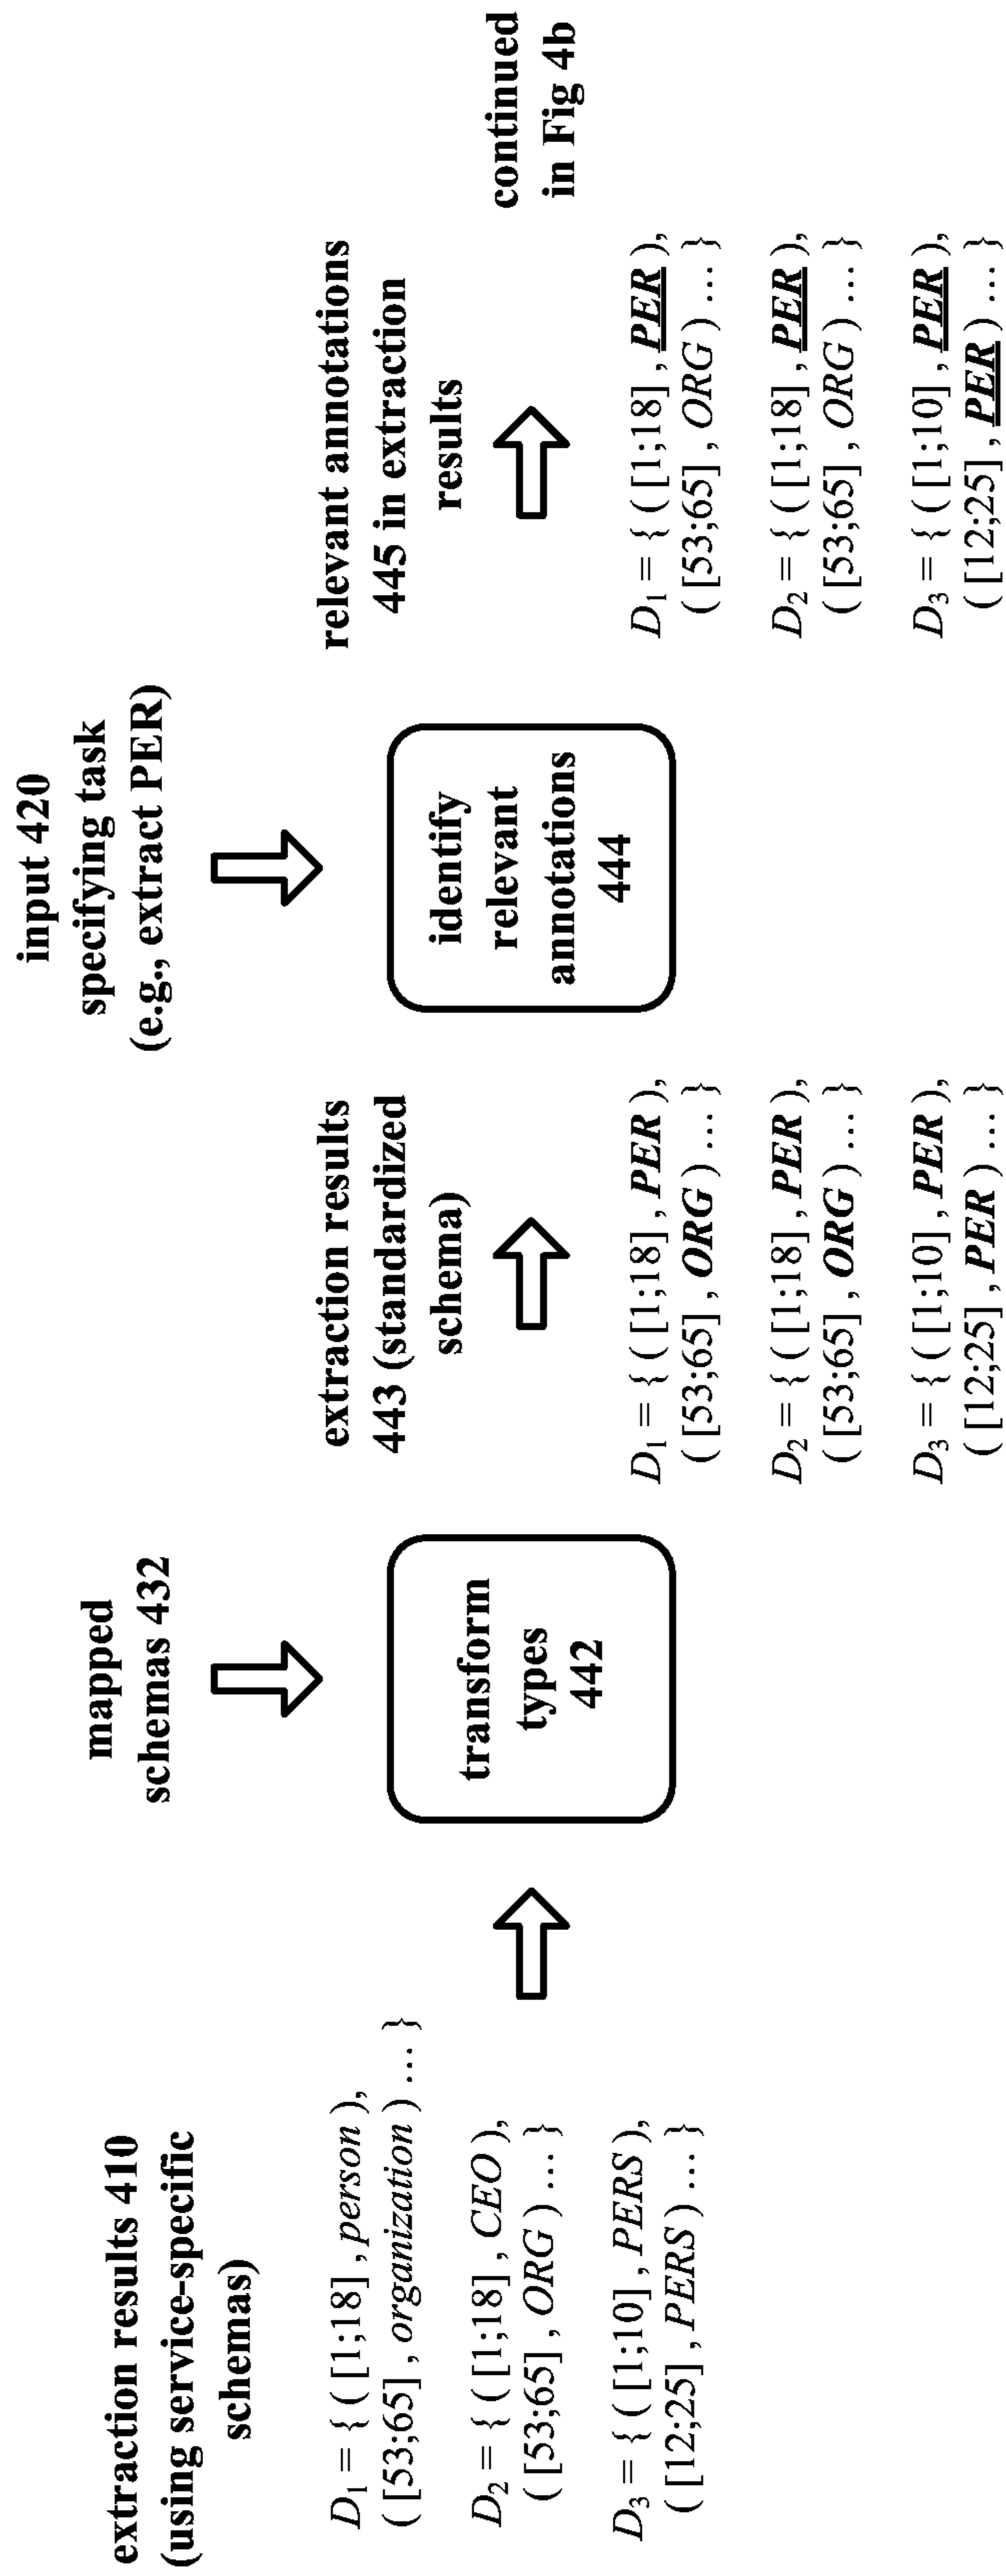 extraction results 410
(using service-specific
schemas)
D1 = { ( [1;18] , person ),
( [53;65] , organization ) ... }
D2 = { ( [1;18] , CEO ),
( [53;65] , ORG ) ... }
D3 = { ( [1;10] , PERS ),
( [12;25] , PERS ) ... }
mapped
schemas 432
transform
types
442
extraction results
443 (standardized
schema)
D1 = { ( [1;18] , PER ),
( [53;65] , ORG ) ... }
D2 = { ( [1;18] , PER ),
( [53;65] , ORG ) ... }
D3 = { ( [1;10] , PER )
( [12;25] , PER ) ... }
input 420
specifying task
(e.g., extract PER)
identify
relevant
annotations
444
relevant annotations
445 in extraction
results
D1 = { ( [1;18] , PER ),
( [53;65] , ORG ) ... }
D2 = { ( [1;18] , PER ),
( [53;65] , ORG ) ... }
D3 = { ( [1;10] , PER ),
( [12;25] , PER ) ... }
continued
in Fig 4b